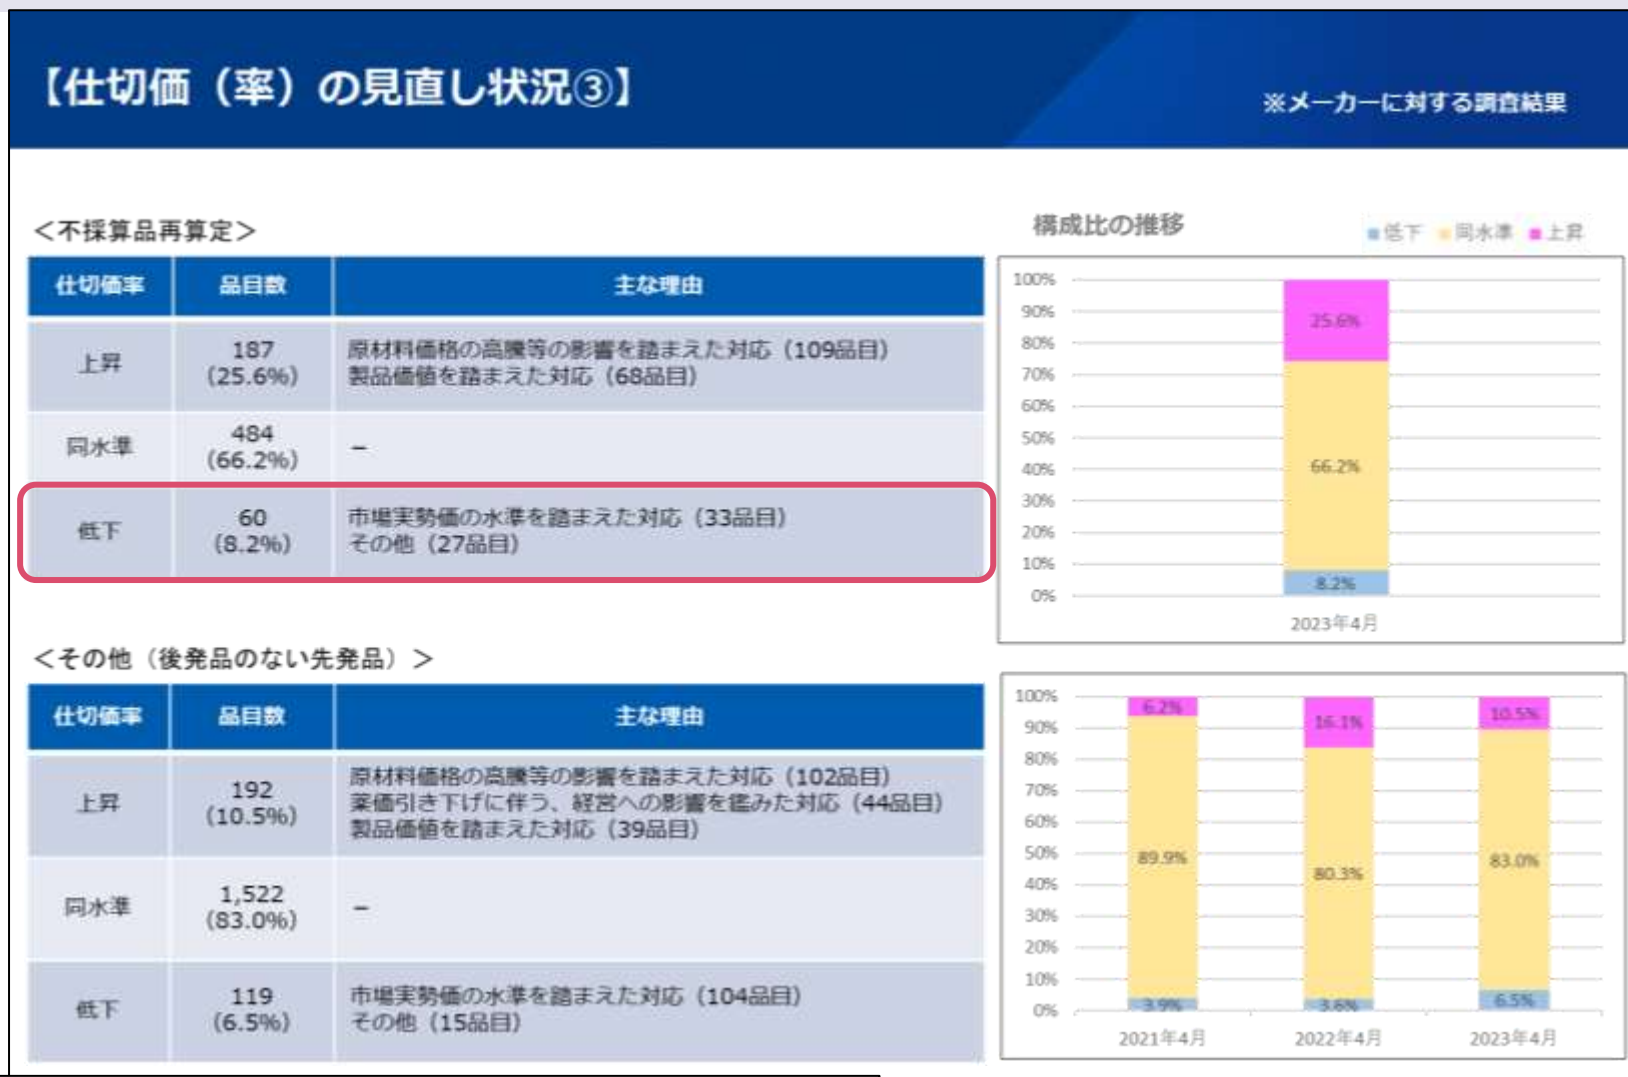 【仕切価（率）の見直し状況③】
※メーカーに対する調査結果
＜不採算品再算定＞
仕切価率 品目数 主な理由
上昇 187 (25.6%) 原材料価格の高騰等の影響を踏まえた対応（109品目）
製品価値を踏まえた対応（68品目）
同水準 484 (66.2%) －
低下 60 (8.2%) 市場実勢価の水準を踏まえた対応（33品目）
その他（27品目）
構成比の推移
低下 同水準 上昇
100%
90%
80%
70%
60%
50%
40%
30%
20%
10%
0%
25.6%
66.2%
8.2%
2023年4月
＜その他（後発品のない先発品）＞
仕切価率 品目数 主な理由
上昇 192 (10.5%) 原材料価格の高騰等の影響を踏まえた対応（102品目）
薬価引き下げに伴う、経営への影響を鑑みた対応（44品目）
製品価値を踏まえた対応（39品目）
同水準 1,522 (83.0%) －
低下 119 (6.5%) 市場実勢価の水準を踏まえた対応（104品目）
その他（15品目）
100%
90%
80%
70%
60%
50%
40%
30%
20%
10%
0%
6.2% 16.1% 10.5%
89.9% 80.3% 83.0%
3.9% 3.6% 6.5%
2021年4月 2022年4月 2023年4月